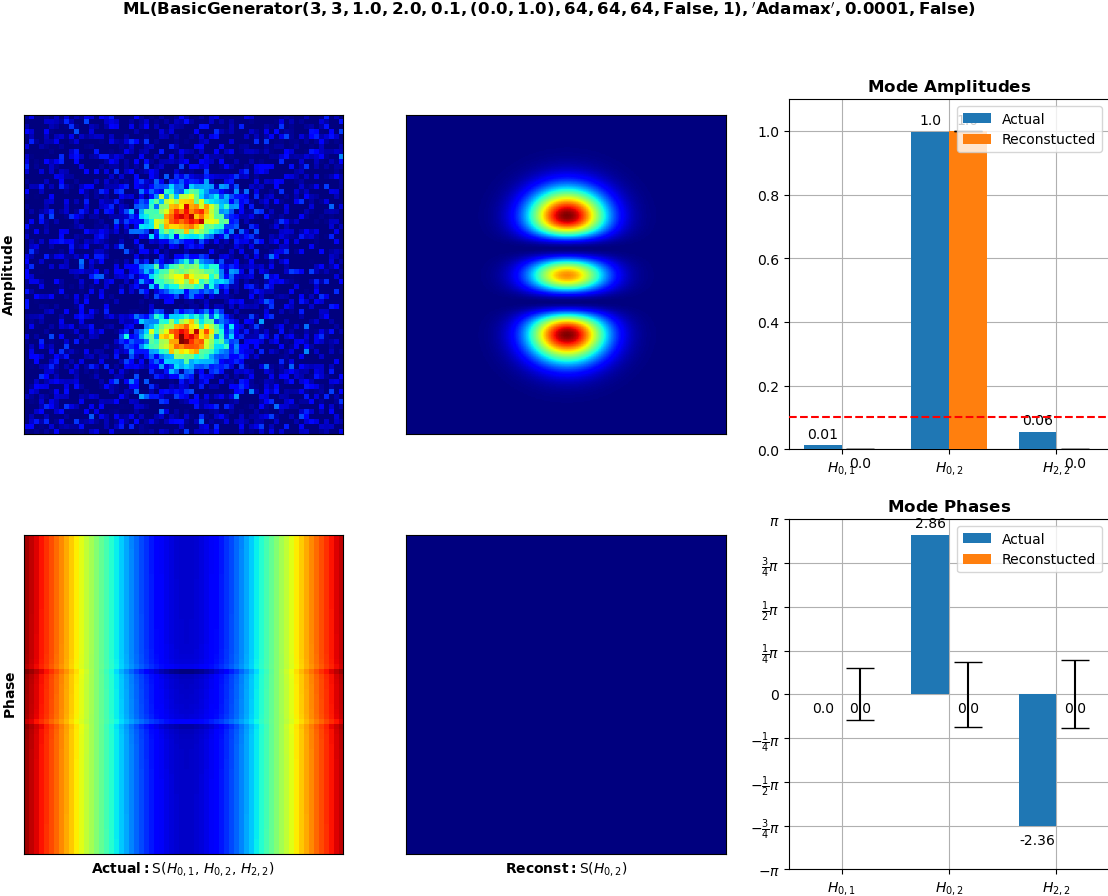 ML(BasicGenerator(3, 3, 1.0, 2.0, 0.1, (0.0, 1.0), 64, 64, 64, False, 1), 'Adamax', 0.0001, False)
Amplitude
Mode Amplitudes
Actual
Reconstucted
1.0
1.0
0.8
0.6
0.4
0.2
0.0
0.01
0.0
1.0
0.06
0.0
H0,1
H0,2
H2,2
Phase
Actual: S(H0,1, H0,2, H2,2)
Reconst: S(H0,2)
Mode Phases
Actual
Reconstucted
π
3/4π
1/2π
1/4π
0
−1/4π
−1/2π
−3/4π
−π
0.0
0.0
2.86
0.0
-2.36
0.0
H0,1
H0,2
H2,2